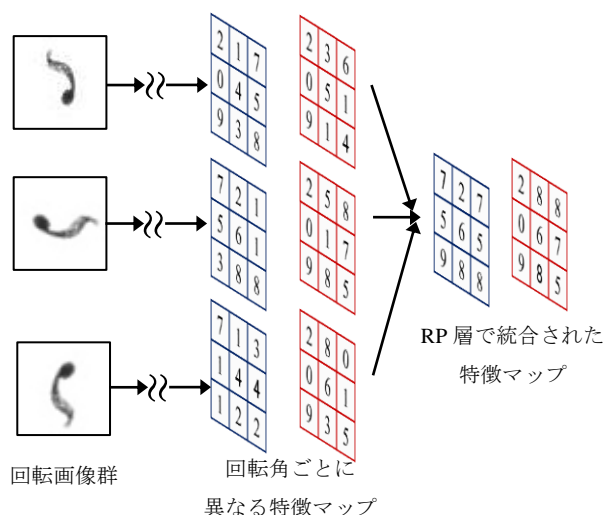 2 1 7
0 4 5
9 3 8
2 3 6
0 5 1
9 1 4
7 2 1
5 6 1
3 8 8
2 5 8
0 1 7
9 8 5
7 1 3
1 4 4
1 2 2
2 8 0
0 6 1
9 3 5
7 2 7
5 6 5
9 8 8
2 8 8
0 6 7
9 8 5
RP 層で統合された
特徴マップ
回転画像群
回転角ごとに
異なる特徴マップ